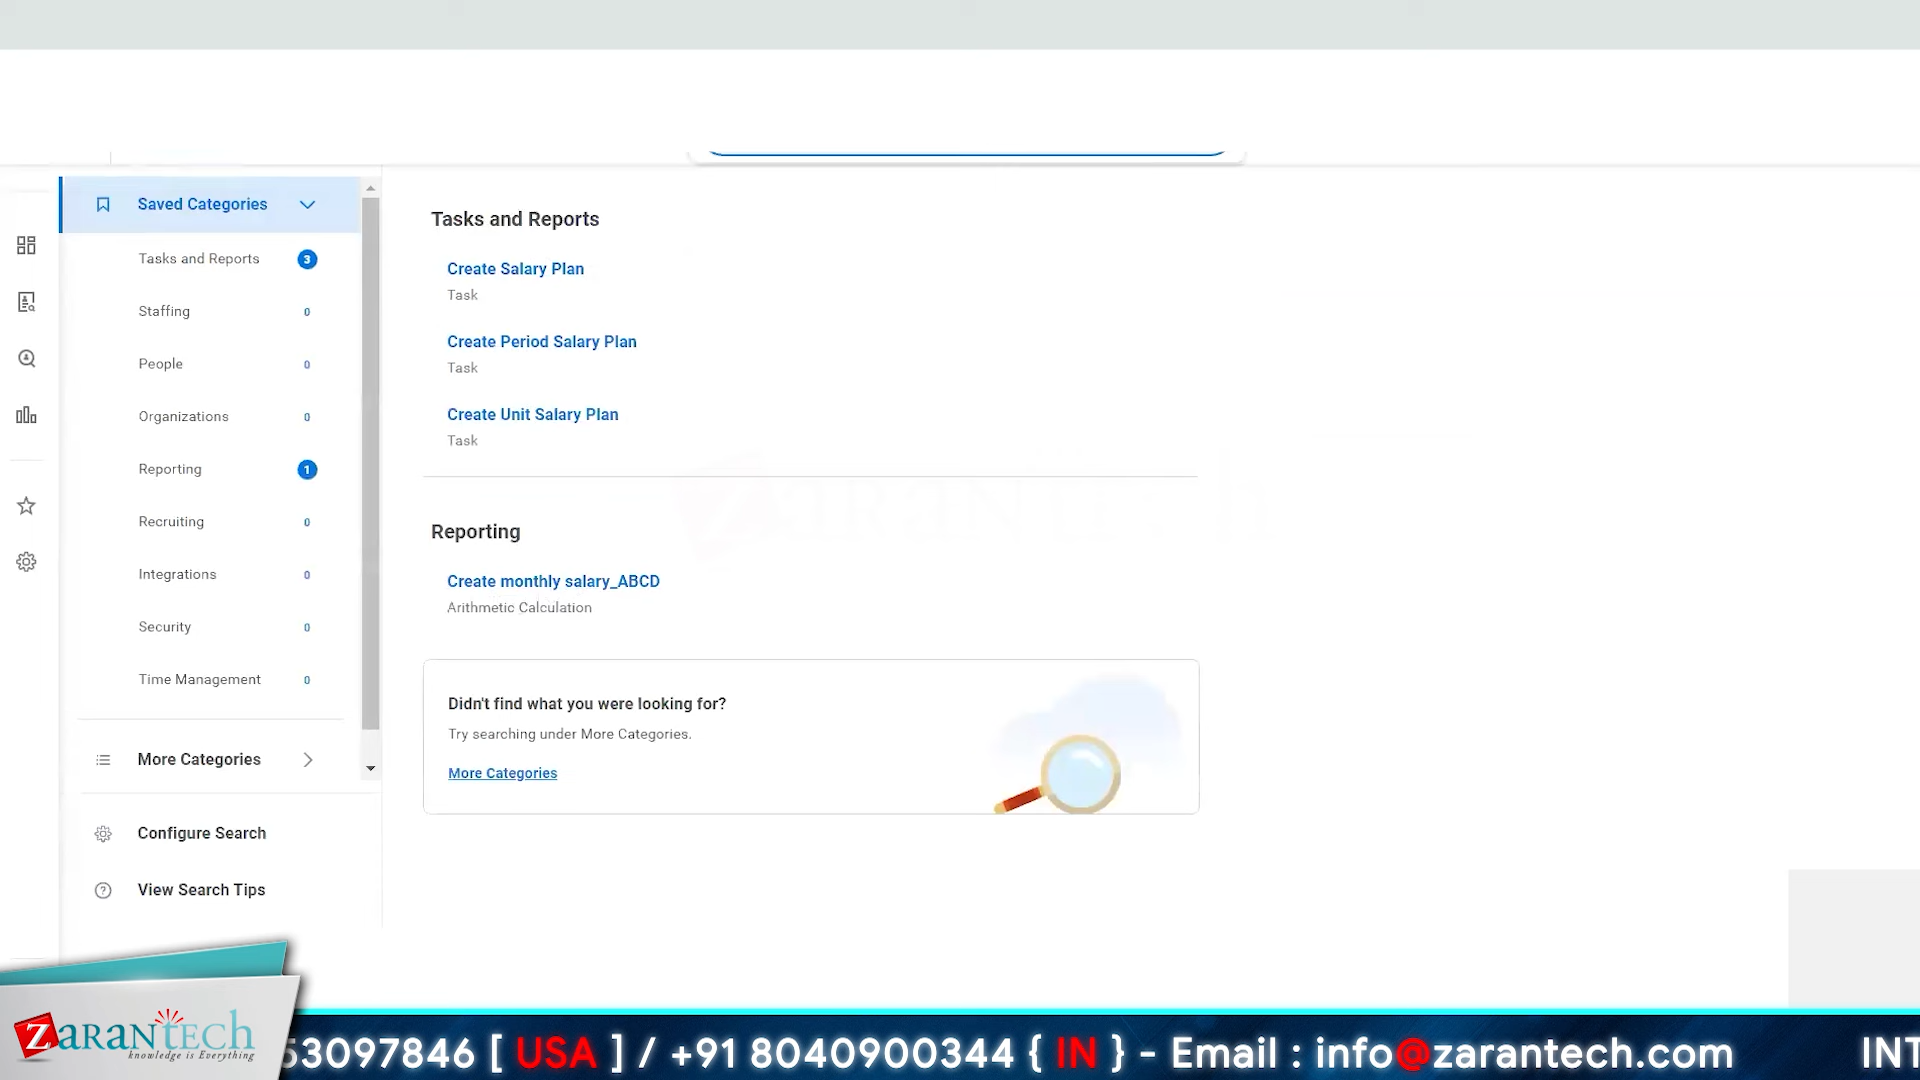 Saved Categories
Tasks and Reports 3
Staffing 0
People 0
Organizations 0
Reporting 1
Recruiting 0
Integrations 0
Security 0
Time Management 0
More Categories
Configure Search
View Search Tips
Tasks and Reports
Create Salary Plan
Task
Create Period Salary Plan
Task
Create Unit Salary Plan
Task
Reporting
Create monthly salary_ABCD
Arithmetic Calculation
Didn't find what you were looking for?
Try searching under More Categories.
More Categories
zarantech
ZARANTECH
knowledge is Everything
53097846 [ USA ] / +91 8040900344 { IN } - Email : info@zarantech.com INT